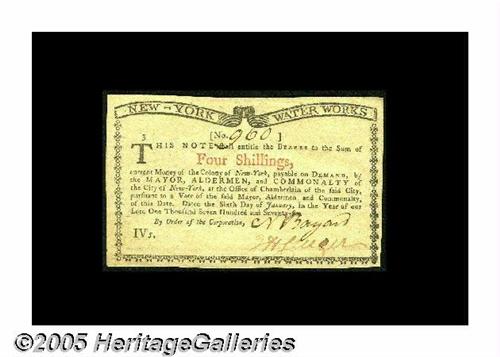 NEW-YORK WATER WORKS
[No. 960 ]
3
THIS NOTE shall entitle the BEARER to the Sum of
Four Shillings,
current Money of the Colony of New-York, payable on DEMAND, by
the MAYOR, ALDERMEN, and COMMONALTY of
the City of New-York, at the Office of Chamberlain of the said City,
pursuant to a Vote of the said Mayor, Aldermen and Commonalty,
of this Date. Dated the Sixth Day of January, in the Year of our
Lord One Thousand Seven Hundred and Seventy-
By Order of the Corporation, N Bayard
IVs.
©2005 HeritageGalleries